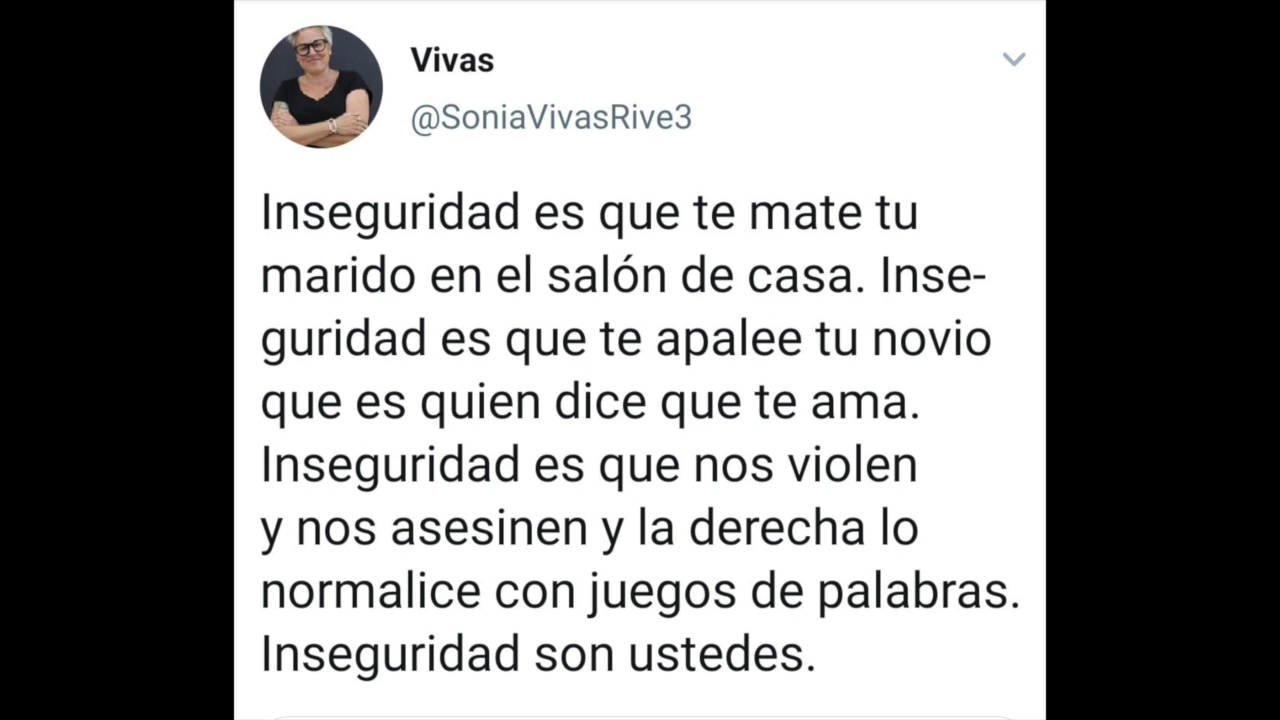 Vivas
@SoniaVivasRive3
Inseguridad es que te mate tu
marido en el salón de casa. Inse-
guridad es que te apalee tu novio
que es quien dice que te ama.
Inseguridad es que nos violen
y nos asesinen y la derecha lo
normalice con juegos de palabras.
Inseguridad son ustedes.